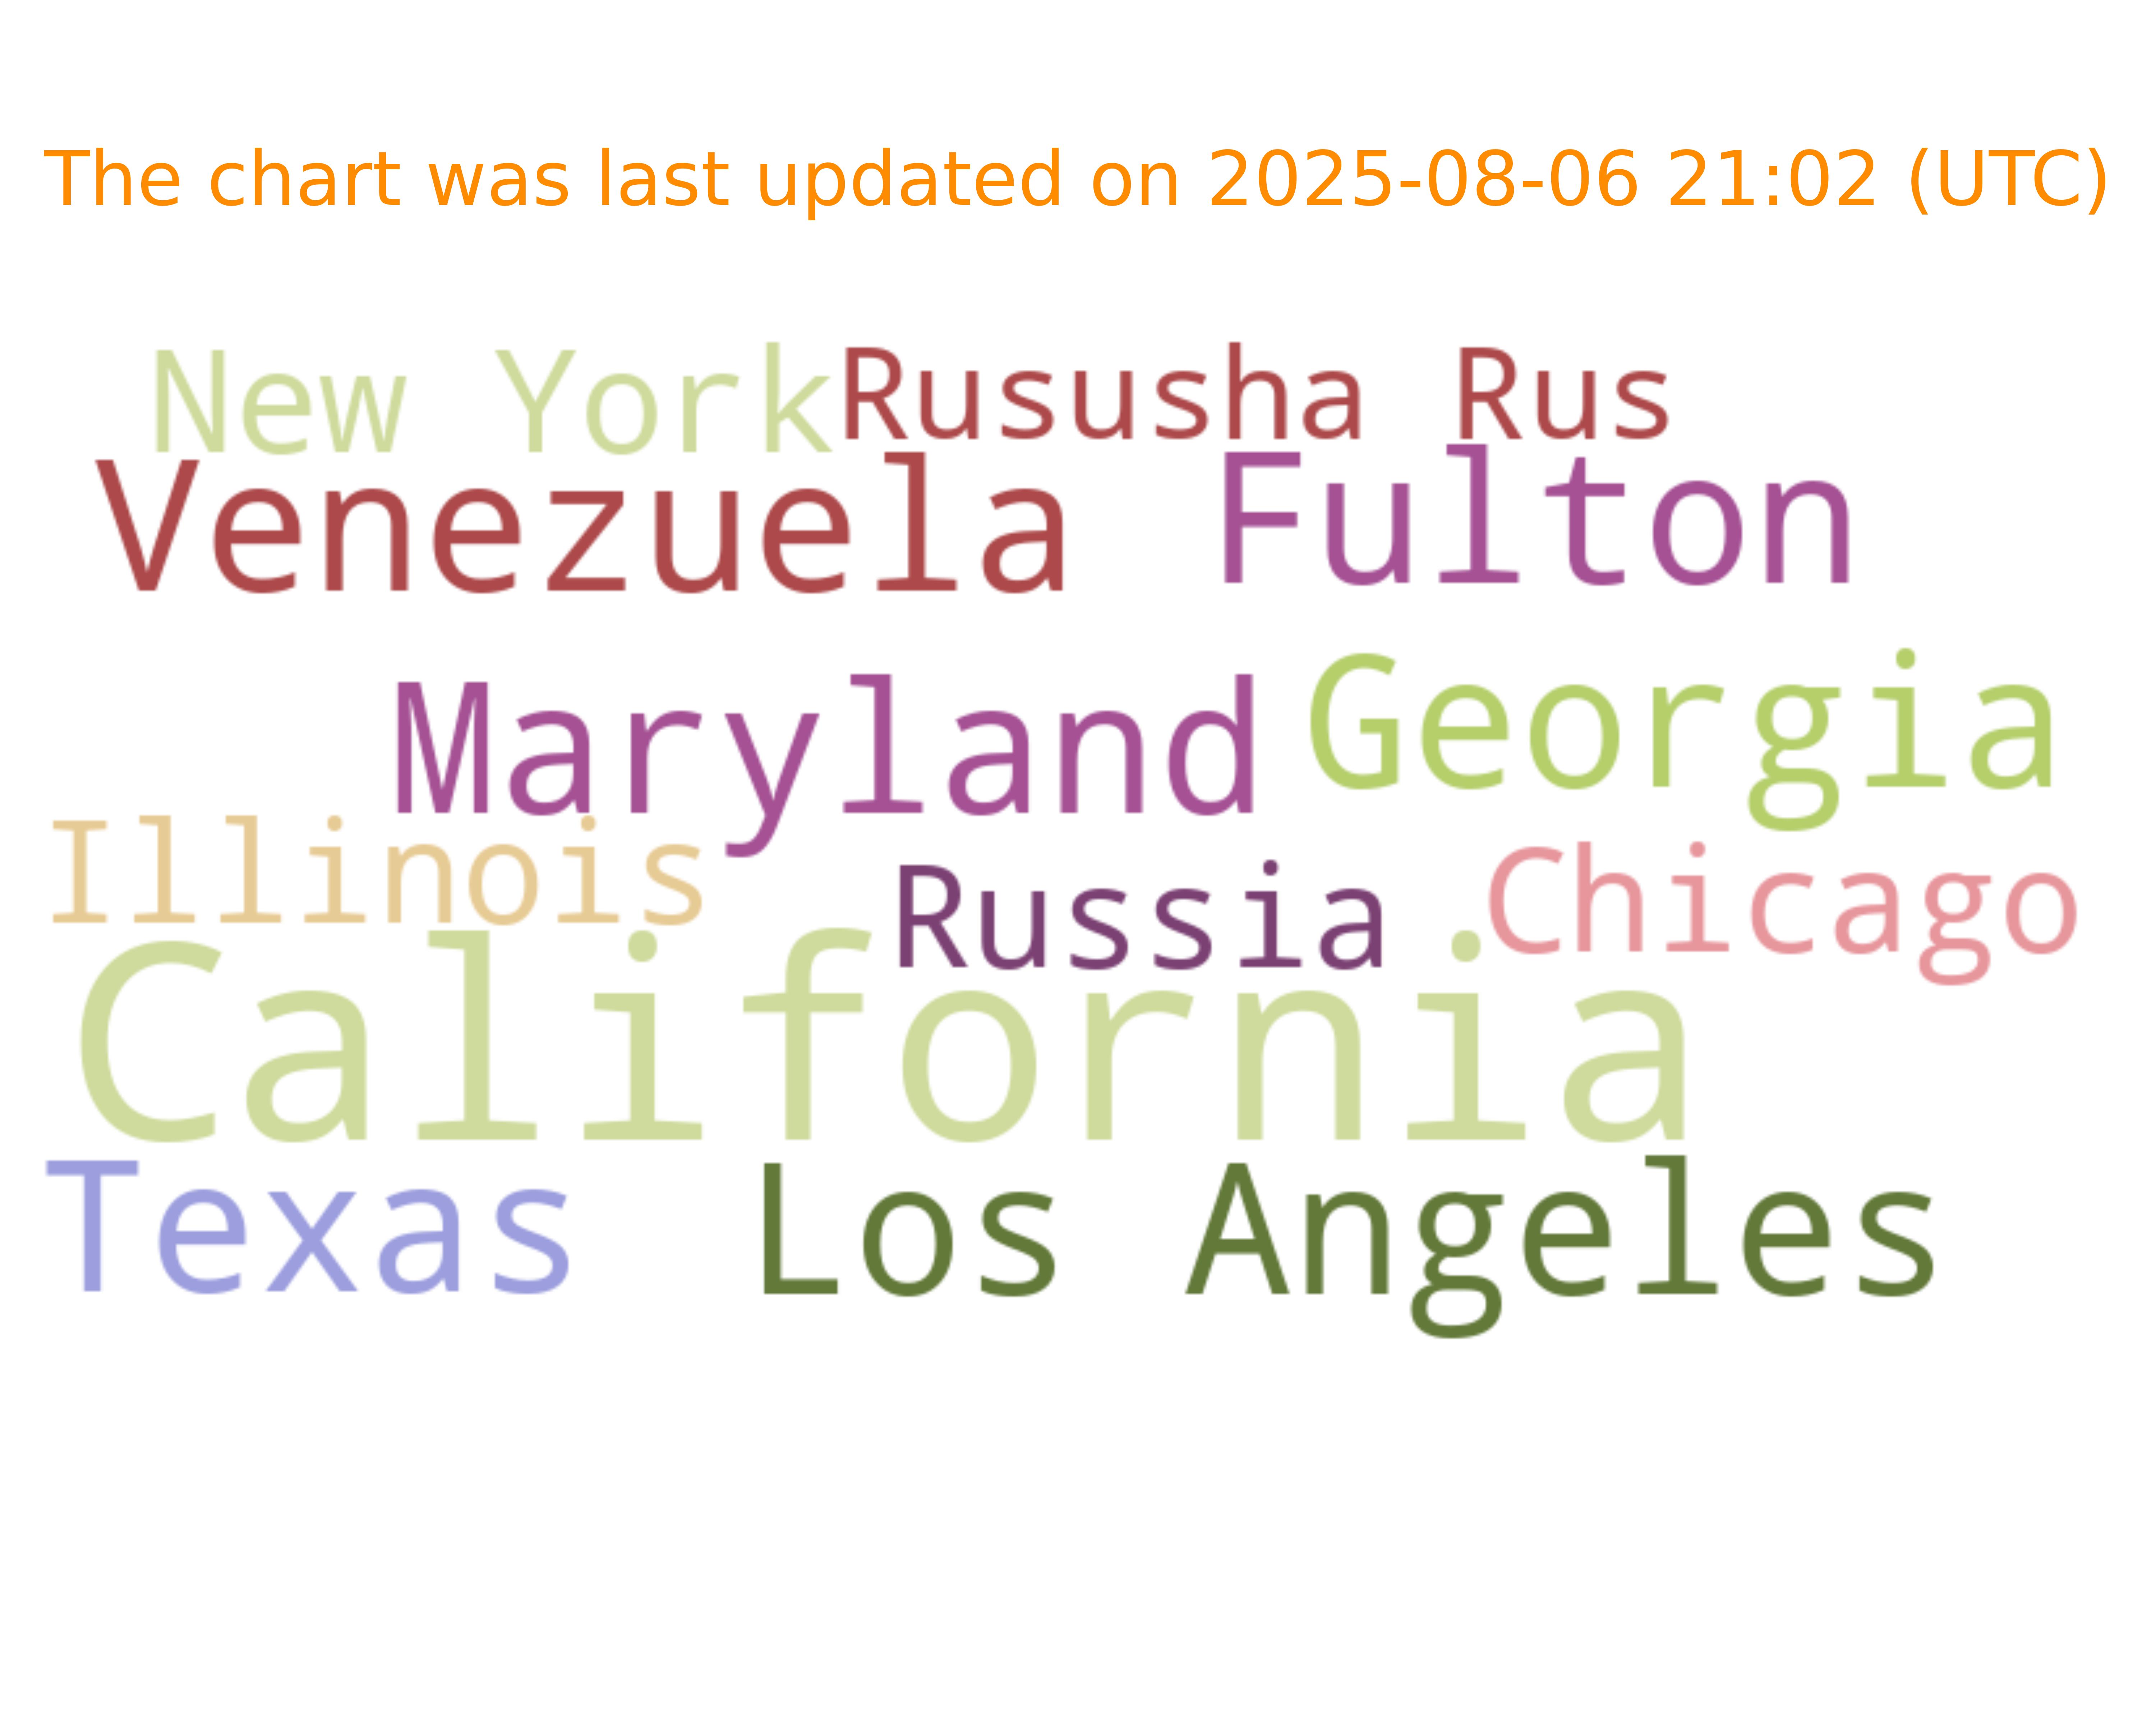 The chart was last updated on 2025-08-06 21:02 (UTC)
New York Rususha Rus
Venezuela Fulton
Maryland Georgia
Illinois Russia Chicago
California
Texas Los Angeles